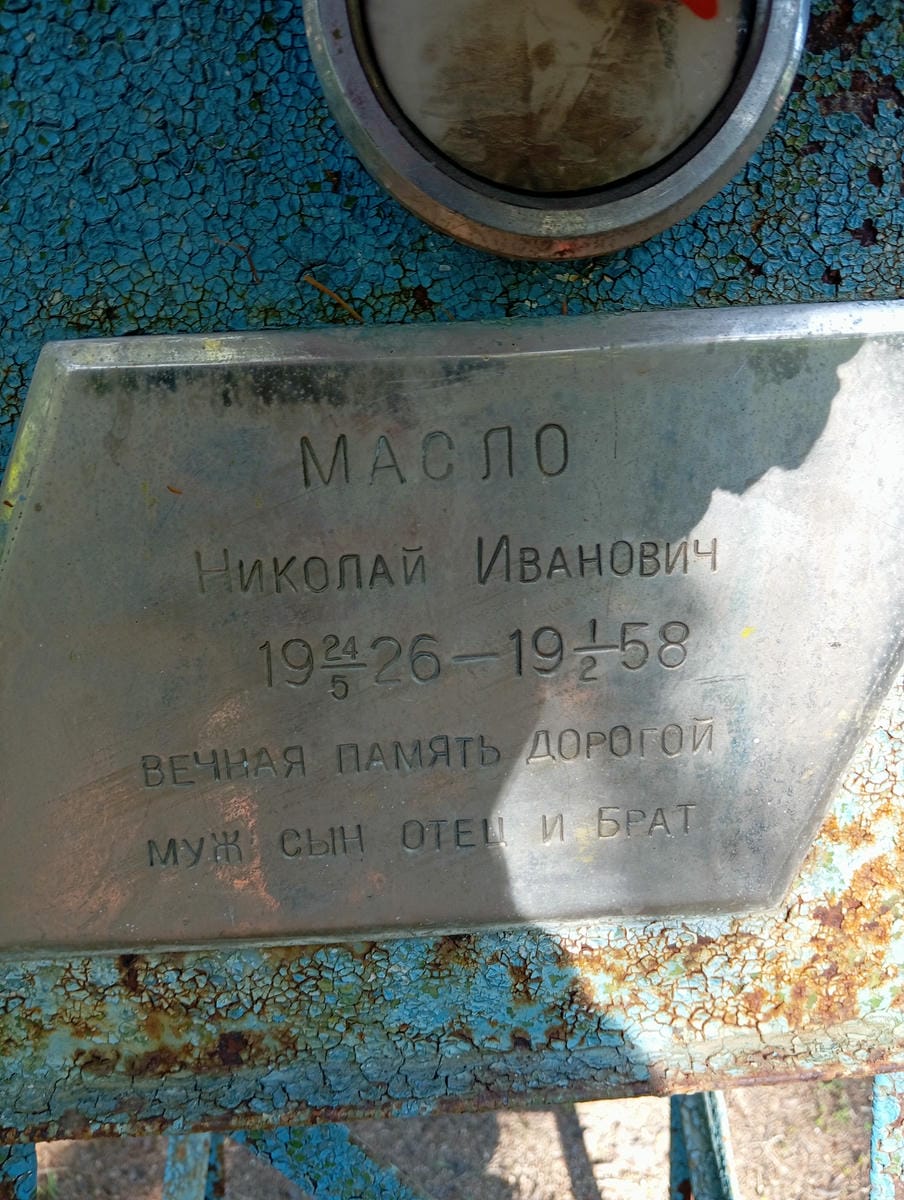 МАСЛО
НИКОЛАЙ ИВАНОВИЧ
19 24/5 26 — 19 1/2 58
ВЕЧНАЯ ПАМЯТЬ ДОРОГОЙ
МУЖ СЫН ОТЕЦ И БРАТ